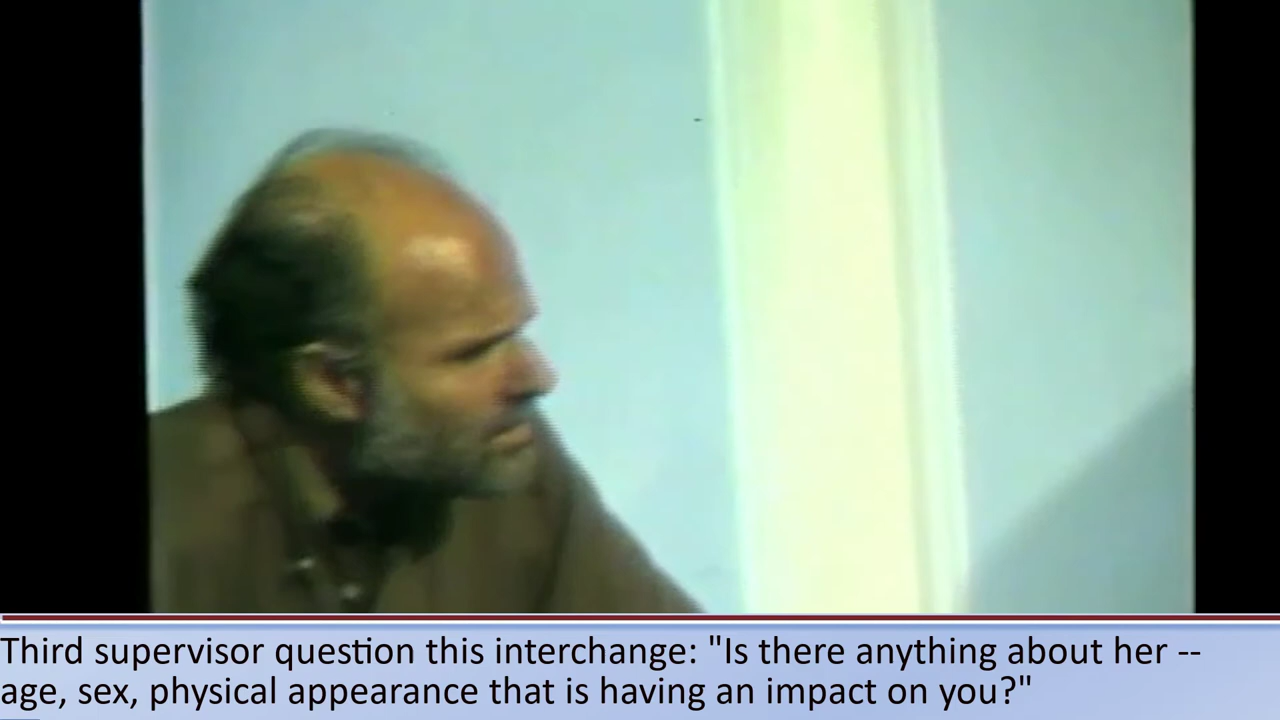 Third supervisor question this interchange: "Is there anything about her --
age, sex, physical appearance that is having an impact on you?"